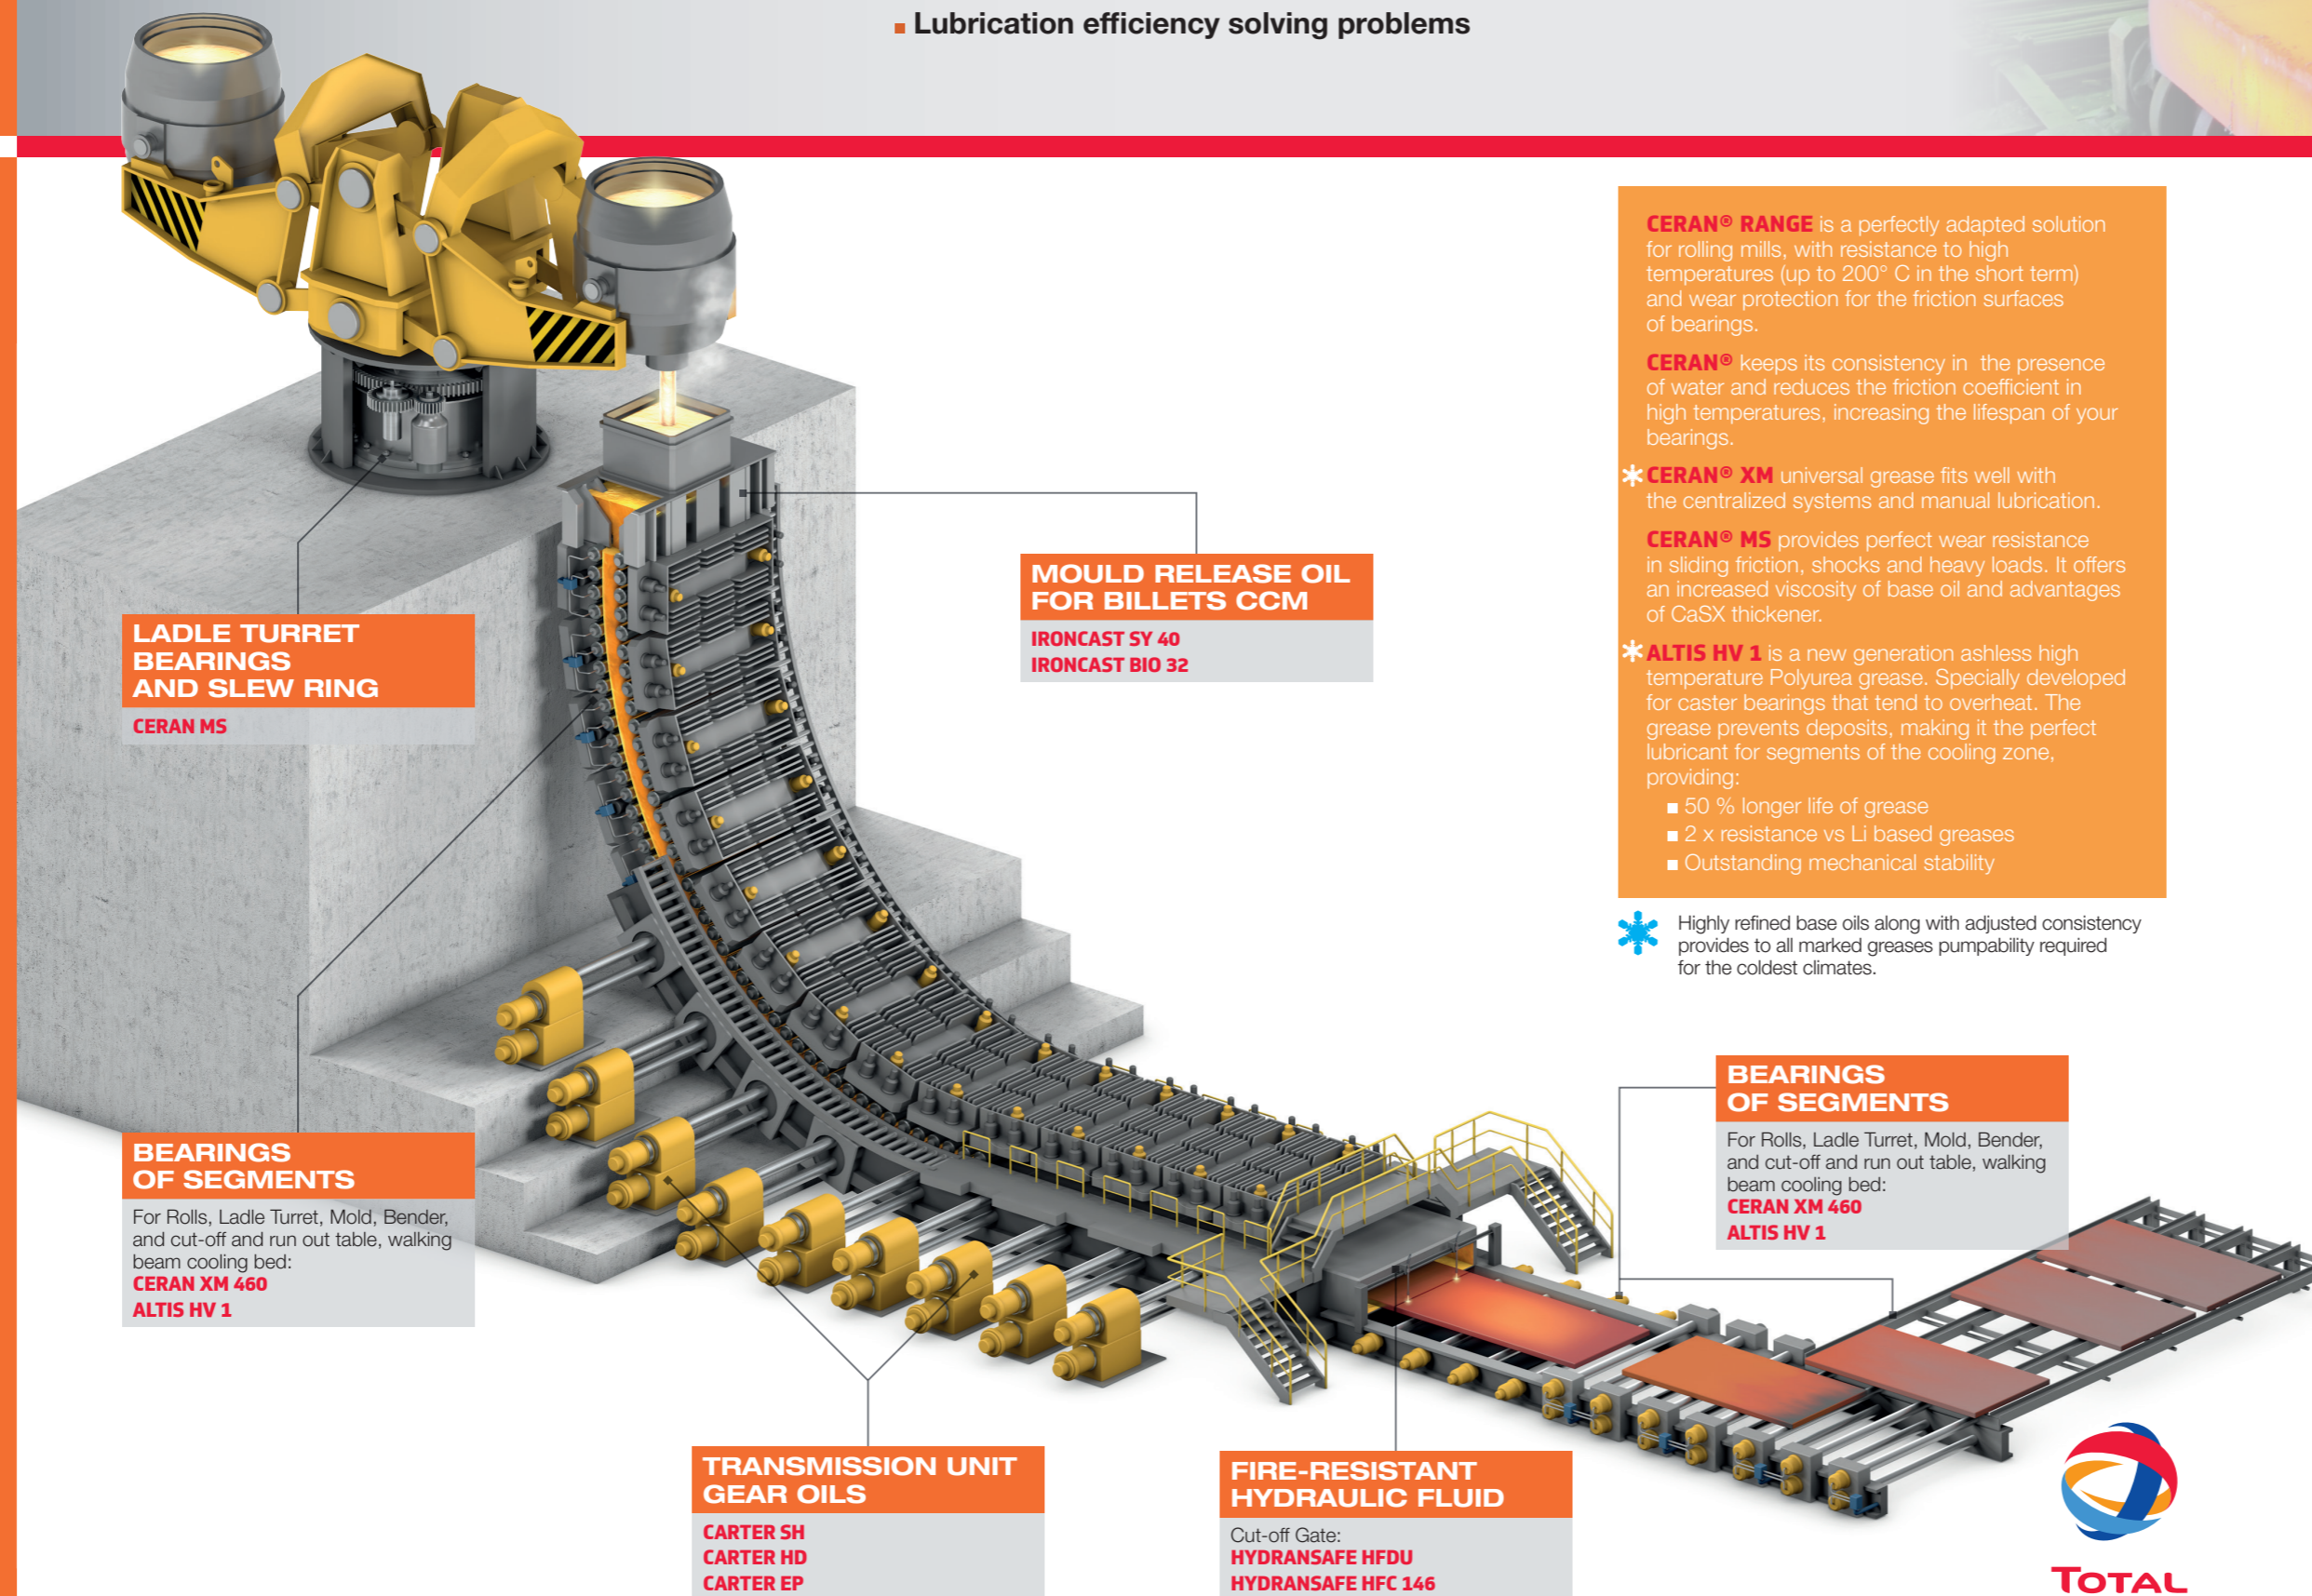 Lubrication efficiency solving problems
CERAN® RANGE is a perfectly adapted solution
for rolling mills, with resistance to high
temperatures (up to 200° C in the short term)
and wear protection for the friction surfaces
of bearings.
CERAN® keeps its consistency in the presence
of water and reduces the friction coefficient in
high temperatures, increasing the lifespan of your
bearings.
CERAN® XM universal grease fits well with
the centralized systems and manual lubrication.
CERAN® MS provides perfect wear resistance
in sliding friction, shocks and heavy loads. It offers
an increased viscosity of base oil and advantages
of CaSX thickener.
ALTIS HV 1 is a new generation ashless high
temperature Polyurea grease. Specially developed
for caster bearings that tend to overheat. The
grease prevents deposits, making it the perfect
lubricant for segments of the cooling zone,
providing:
50 % longer life of grease
2 x resistance vs Li based greases
Outstanding mechanical stability
Highly refined base oils along with adjusted consistency
provides to all marked greases pumpability required
for the coldest climates.
MOULD RELEASE OIL
FOR BILLETS CCM
IRONCAST SY 40
IRONCAST BIO 32
LADLE TURRET
BEARINGS
AND SLEW RING
CERAN MS
BEARINGS
OF SEGMENTS
For Rolls, Ladle Turret, Mold, Bender,
and cut-off and run out table, walking
beam cooling bed:
CERAN XM 460
ALTIS HV 1
BEARINGS
OF SEGMENTS
For Rolls, Ladle Turret, Mold, Bender,
and cut-off and run out table, walking
beam cooling bed:
CERAN XM 460
ALTIS HV 1
TRANSMISSION UNIT
GEAR OILS
CARTER SH
CARTER HD
CARTER EP
FIRE-RESISTANT
HYDRAULIC FLUID
Cut-off Gate:
HYDRANSAFE HFDU
HYDRANSAFE HFC 146
TOTAL